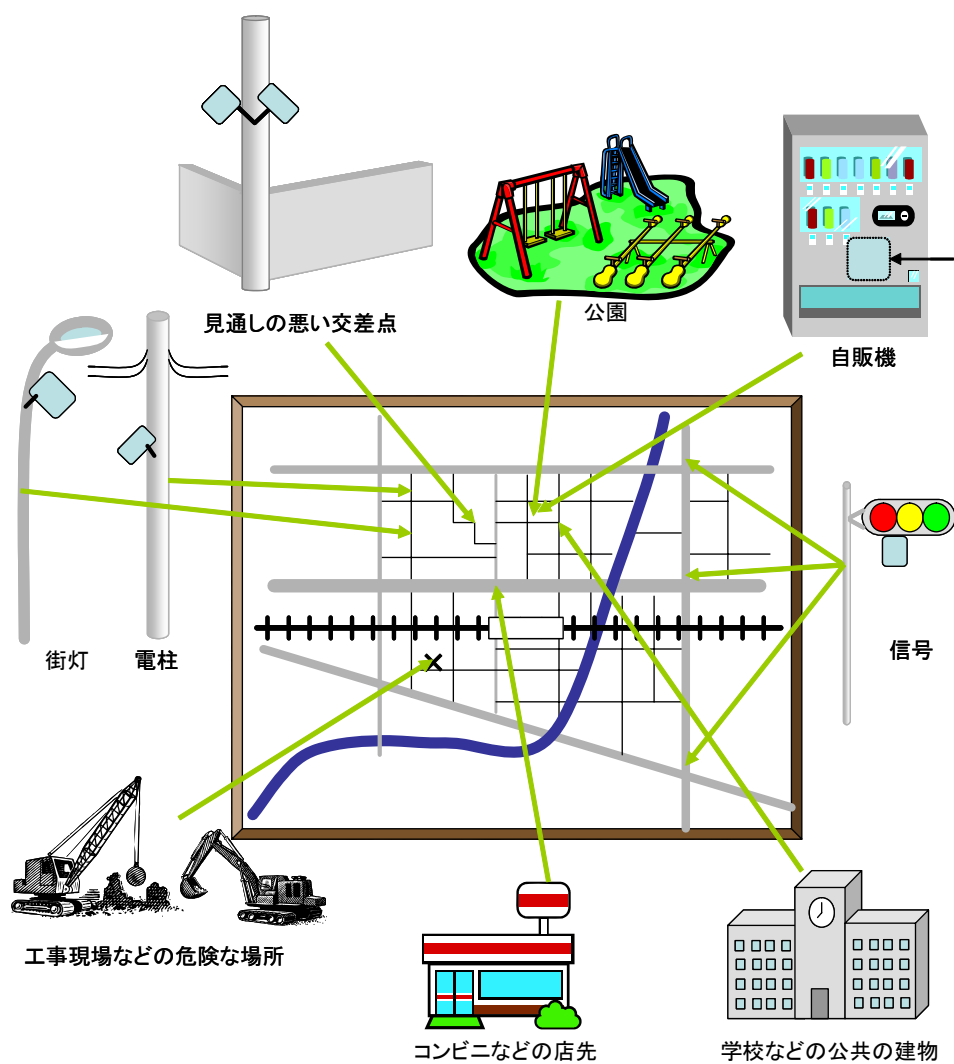 見通しの悪い交差点
公園
自販機
街灯
電柱
信号
工事現場などの危険な場所
コンビニなどの店先
学校などの公共の建物